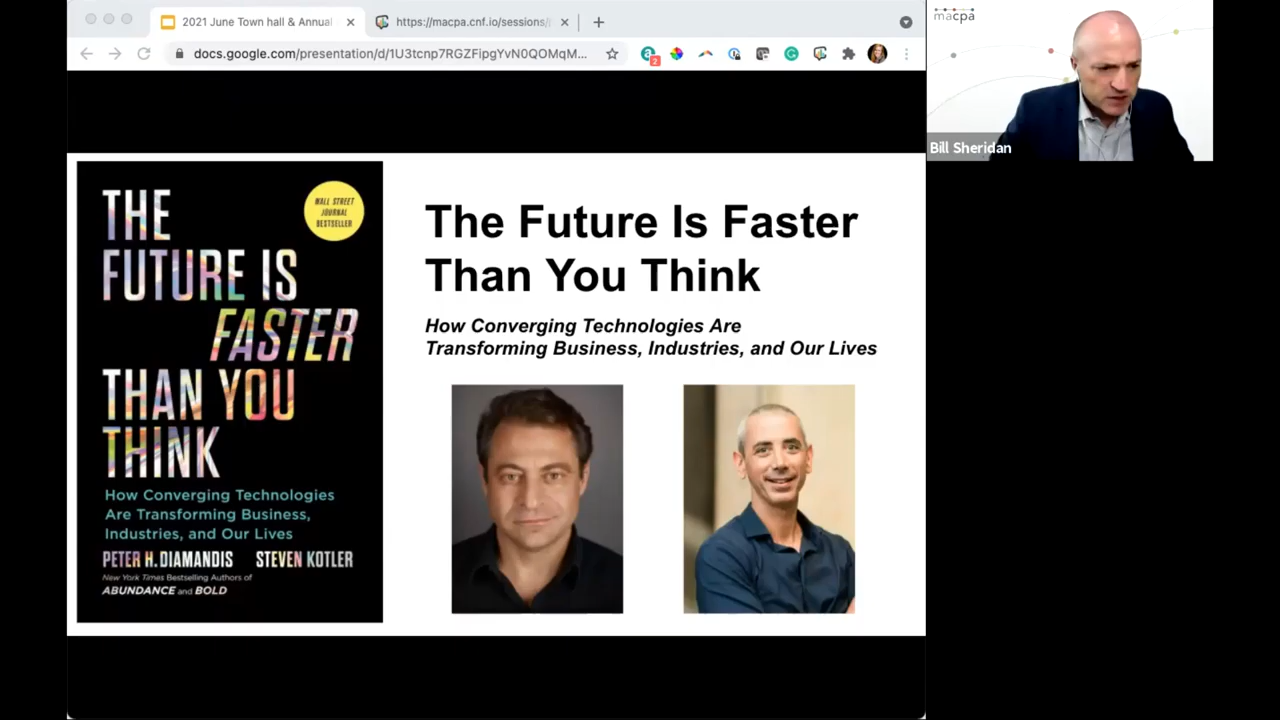 2021 June Town hall & Annual
https://macpa.cnf.io/sessions/
docs.google.com/presentation/d/1U3tcnp7RGZFipgYvN0QOMqM...
2
macpa
Bill Sheridan
THE
FUTURE IS
FASTER
THAN YOU
THINK
WALL STREET
JOURNAL
BESTSELLER
How Converging Technologies
Are Transforming Business,
Industries, and Our Lives
PETER H. DIAMANDIS STEVEN KOTLER
New York Times Bestselling Authors of
ABUNDANCE and BOLD
The Future Is Faster
Than You Think
How Converging Technologies Are
Transforming Business, Industries, and Our Lives